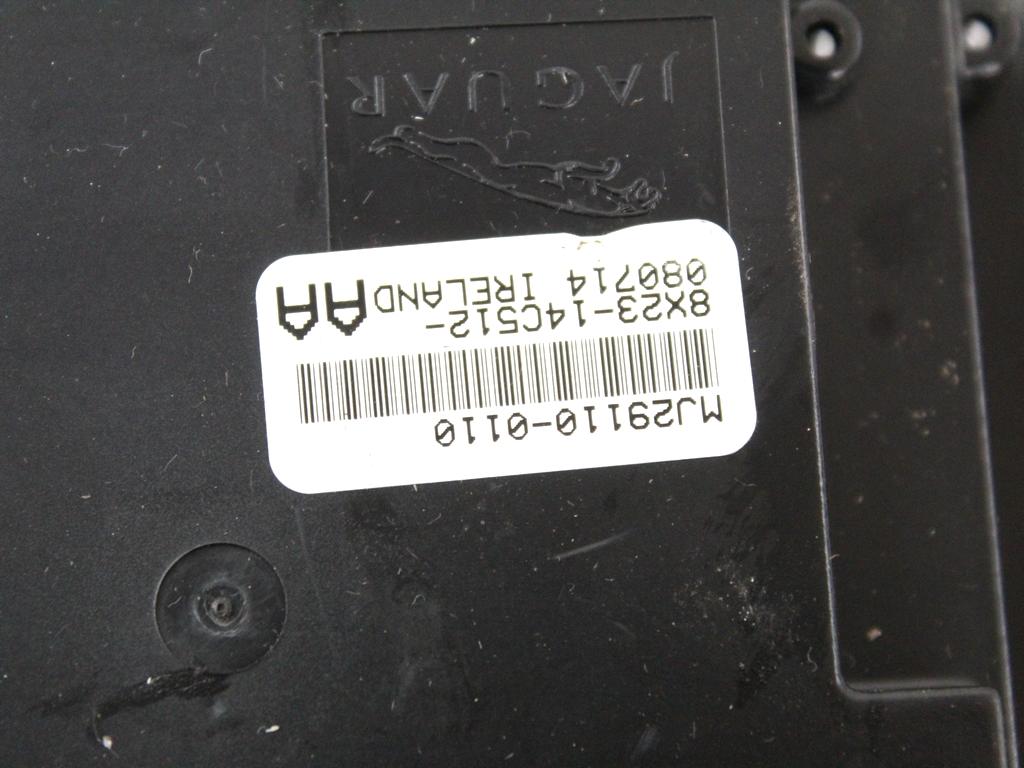 MJ29110-0110
8X23-14C512-
080714 IRELAND AA
JAGUAR